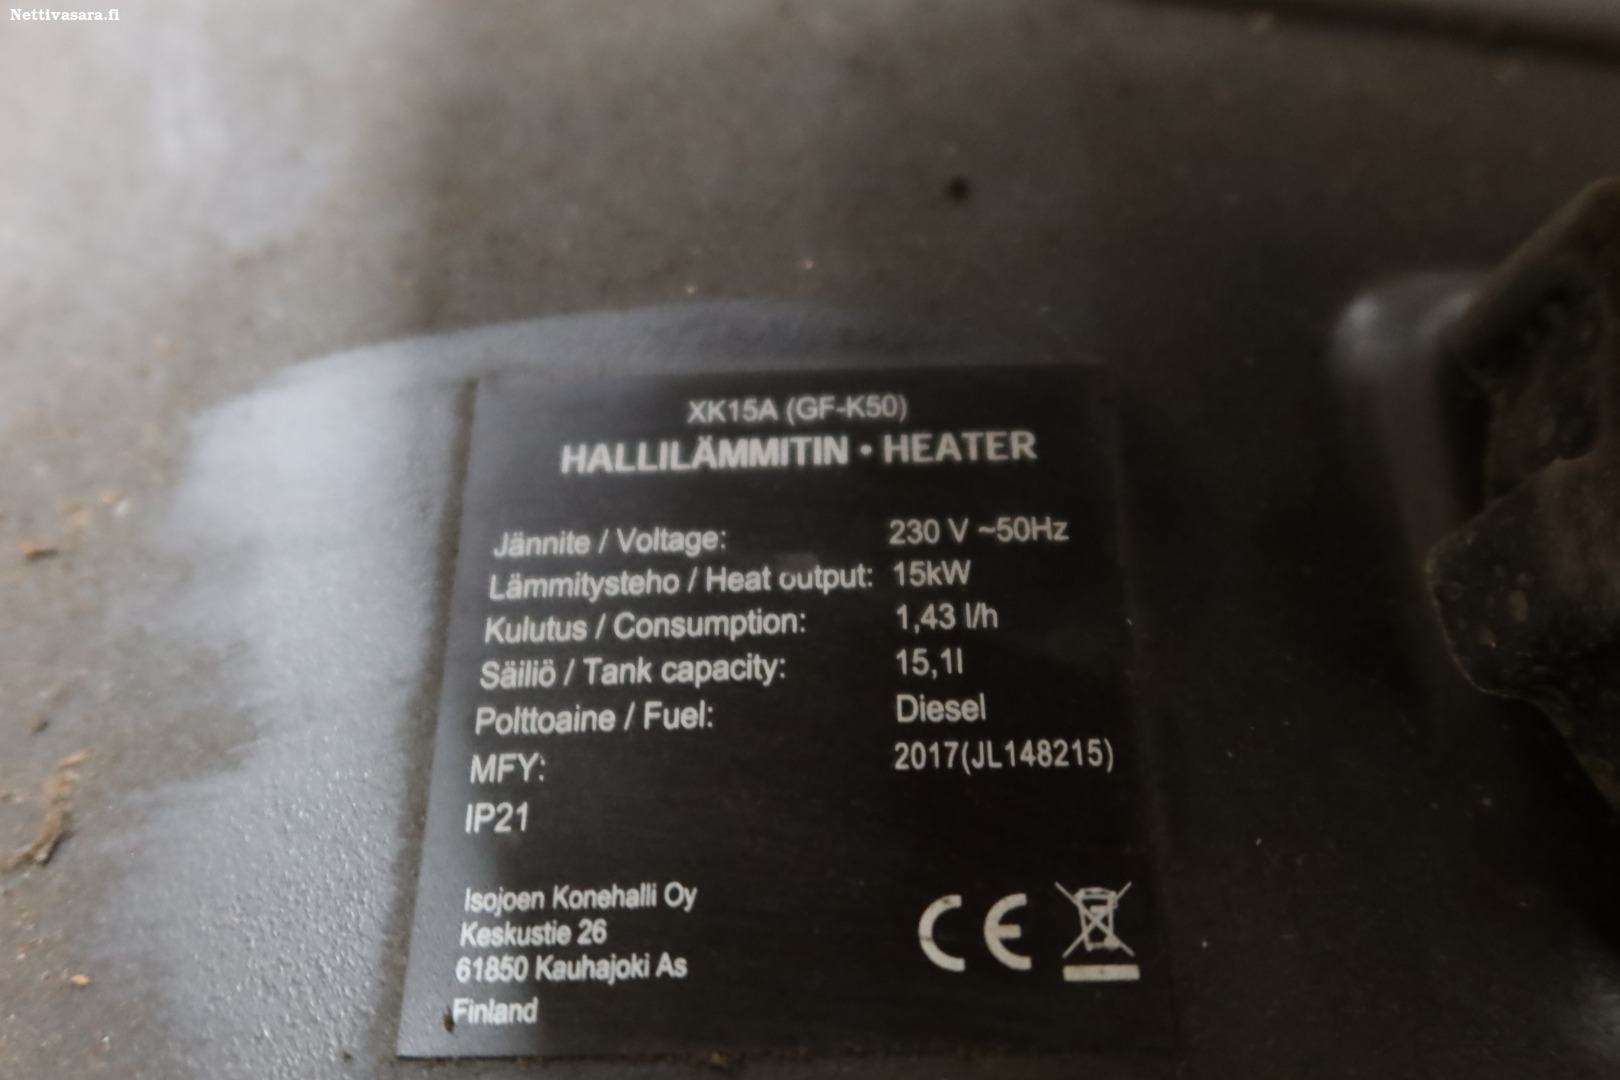 Nettivasara.fi
XK15A (GF-K50)
HALLILÄMMITIN • HEATER
Jännite / Voltage: 230 V ~50Hz
Lämmitysteho / Heat output: 15kW
Kulutus / Consumption: 1,43 l/h
Säiliö / Tank capacity: 15,1l
Polttoaine / Fuel: Diesel
MFY: 2017(JL148215)
IP21
Isojoen Konehalli Oy
Keskustie 26
61850 Kauhajoki As
Finland
CE